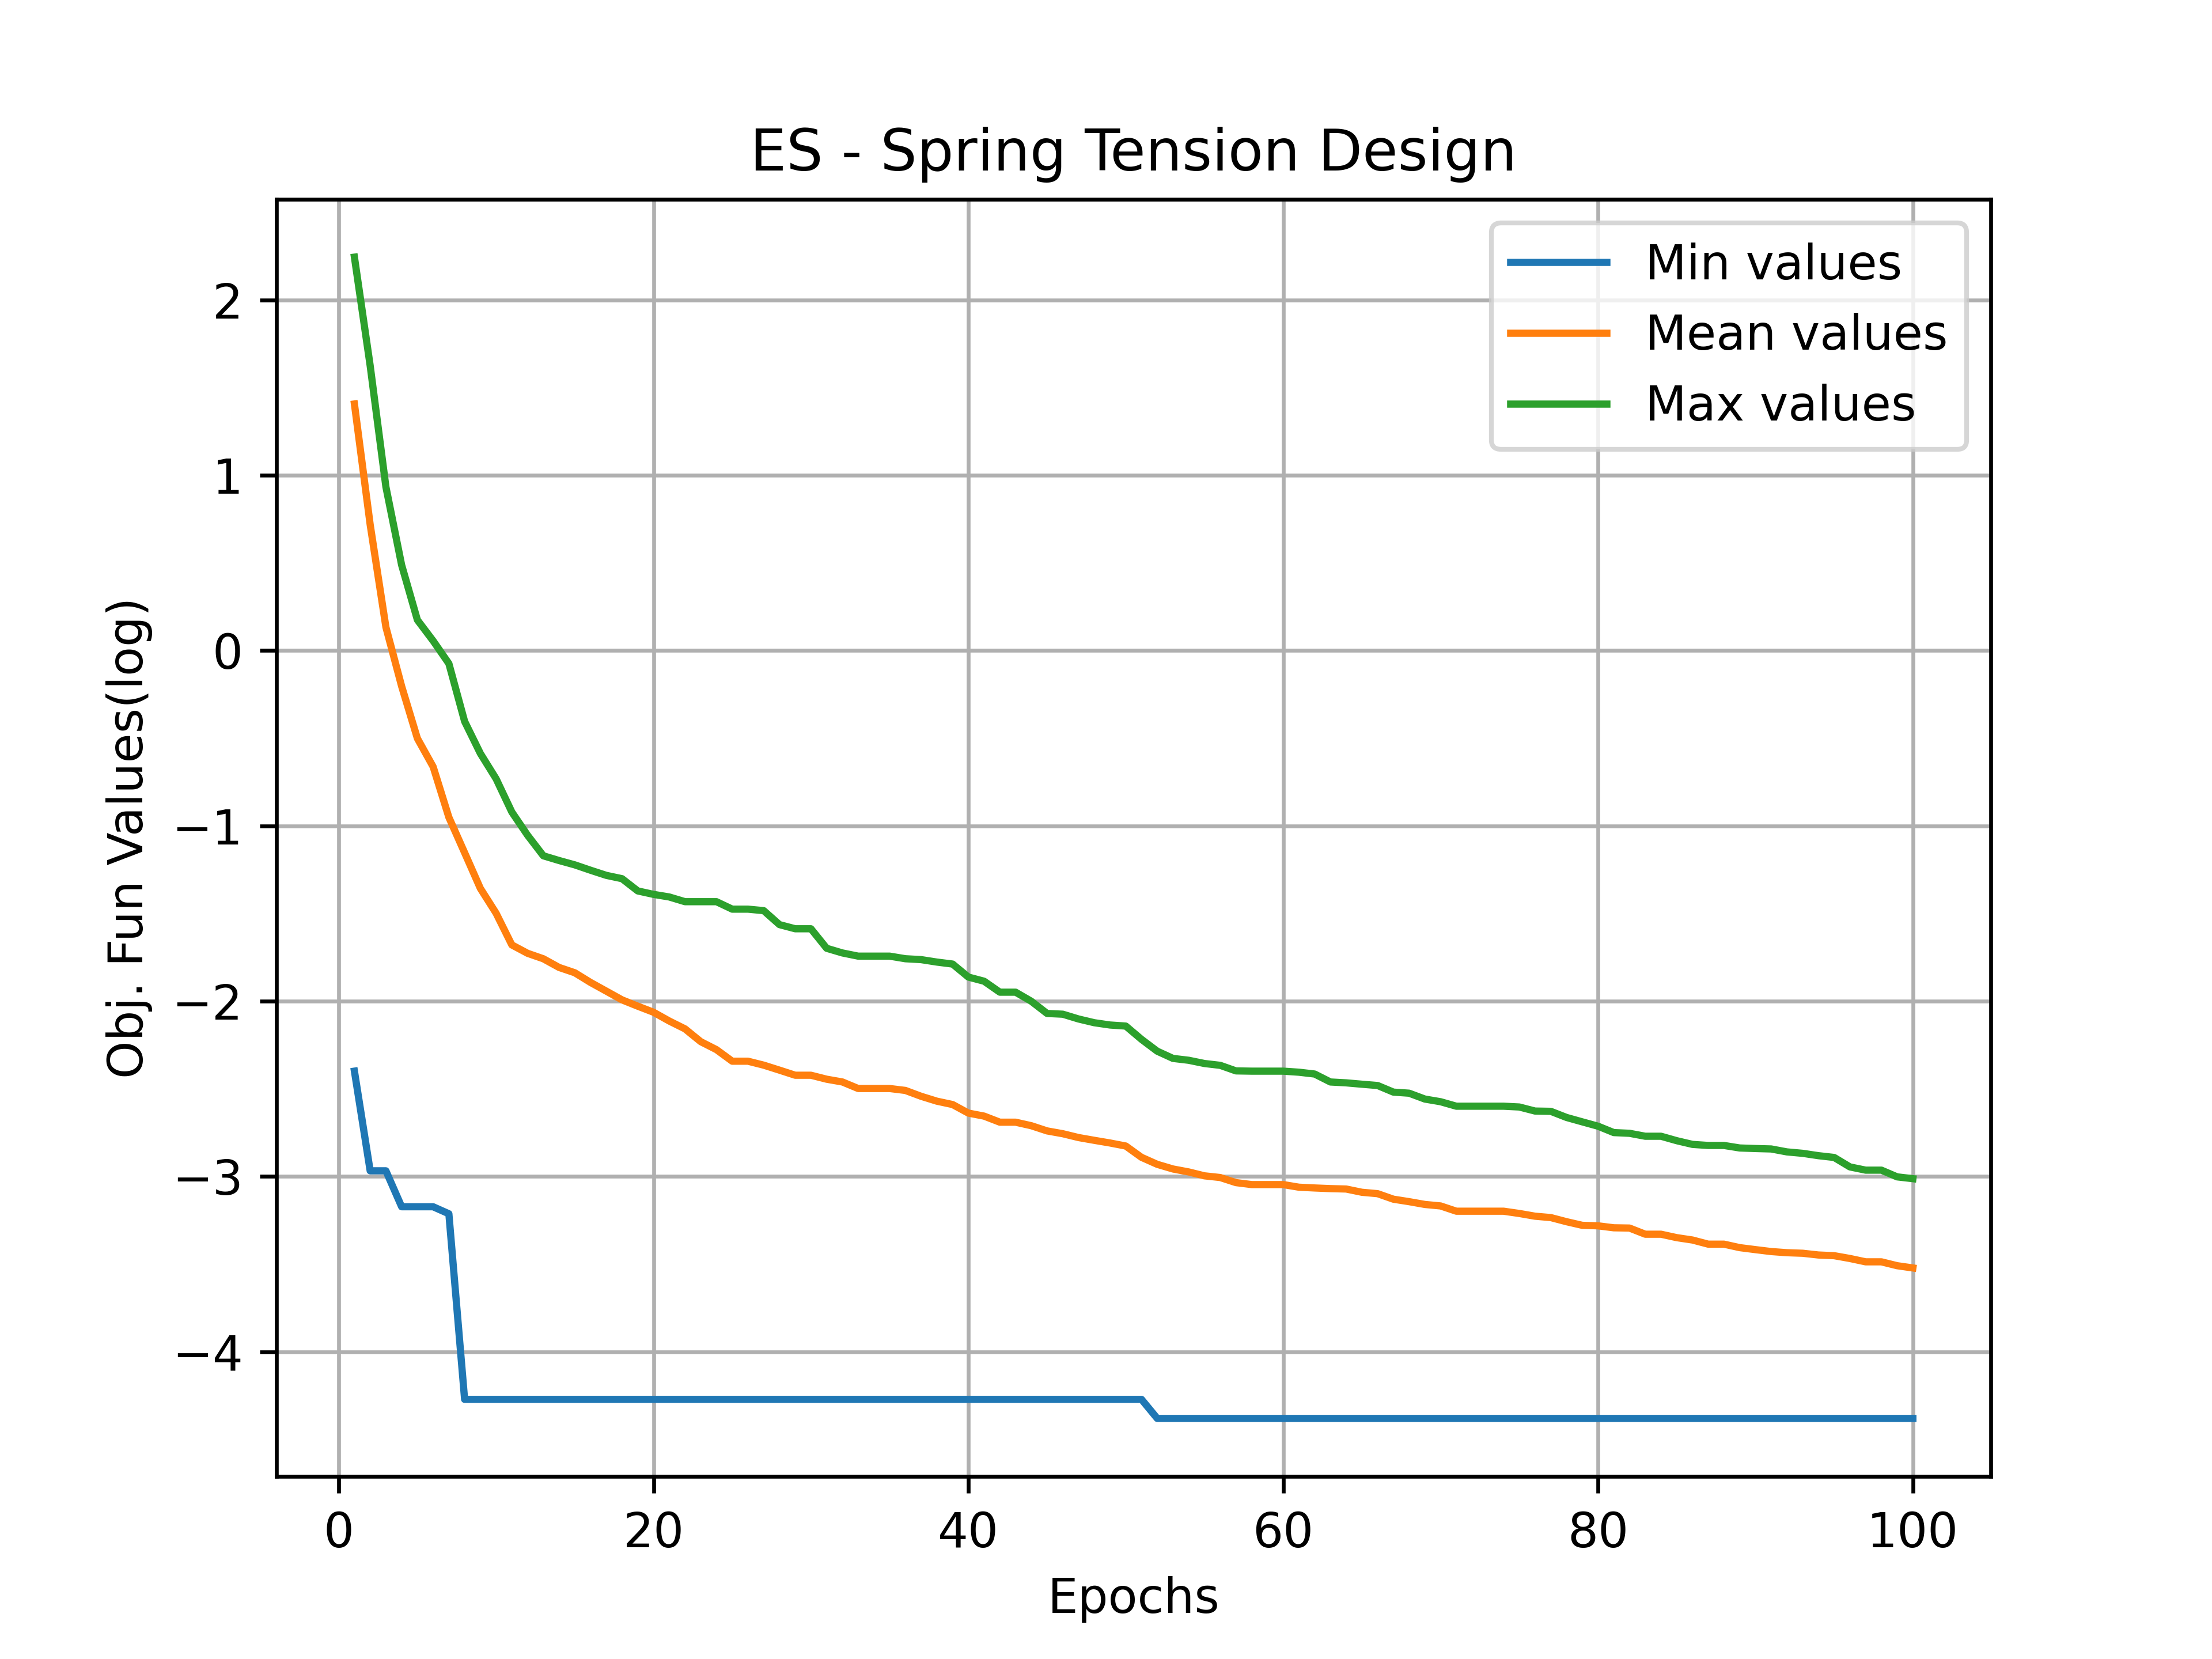 ES - Spring Tension Design
Min values
Mean values
Max values
Obj. Fun Values(log)
2
1
0
−1
−2
−3
−4
0 20 40 60 80 100
Epochs